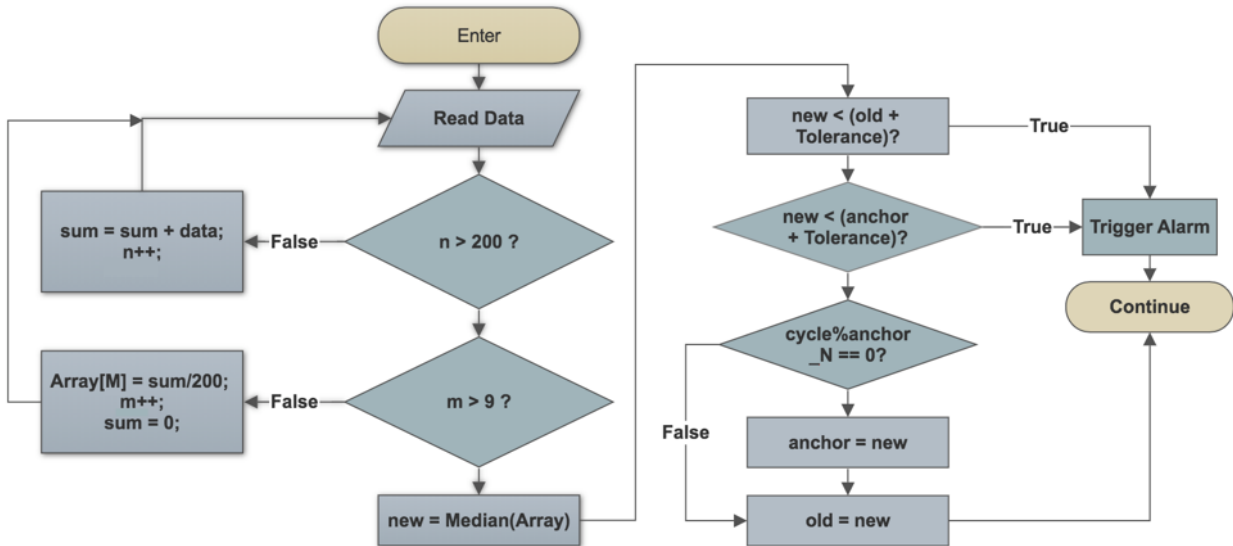 Enter
Read Data
n > 200 ?
False
sum = sum + data;
n++;
m > 9 ?
False
Array[M] = sum/200;
m++;
sum = 0;
new = Median(Array)
new < (old +
Tolerance)?
True
new < (anchor
+ Tolerance)?
True
Trigger Alarm
Continue
cycle%anchor
_N == 0?
False
anchor = new
old = new